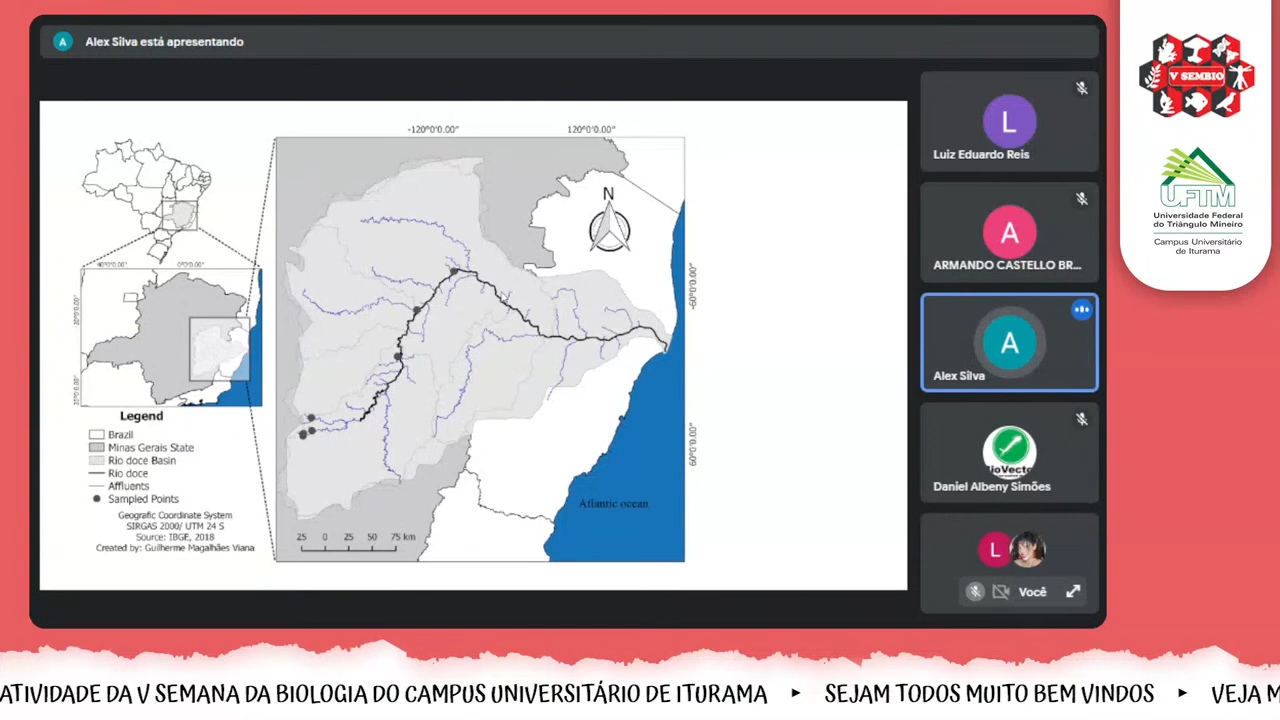 A
Alex Silva está apresentando
-120°0'0.00"
120°0'0.00"
N
-60°0'0.00"
60°0'0.00"
0°0'0.00"
Atlantic ocean
25 0 25 50 75 km
Legend
Brazil
Minas Gerais State
Rio doce Basin
Rio doce
Affluents
Sampled Points
Geografic Coordinate System
SIRGAS 2000/ UTM 24 S
Source: IBGE, 2018
Created by: Guilherme Magalhães Viana
L
Luiz Eduardo Reis
A
ARMANDO CASTELLO BR...
A
Alex Silva
BioVecto
Daniel Albeny Simões
L
Você
V SEMBIO
UFTM
Universidade Federal
do Triângulo Mineiro
Campus Universitário
de Iturama
ATIVIDADE DA V SEMANA DA BIOLOGIA DO CAMPUS UNIVERSITÁRIO DE ITURAMA ▸ SEJAM TODOS MUITO BEM VINDOS ▸ VEJA M